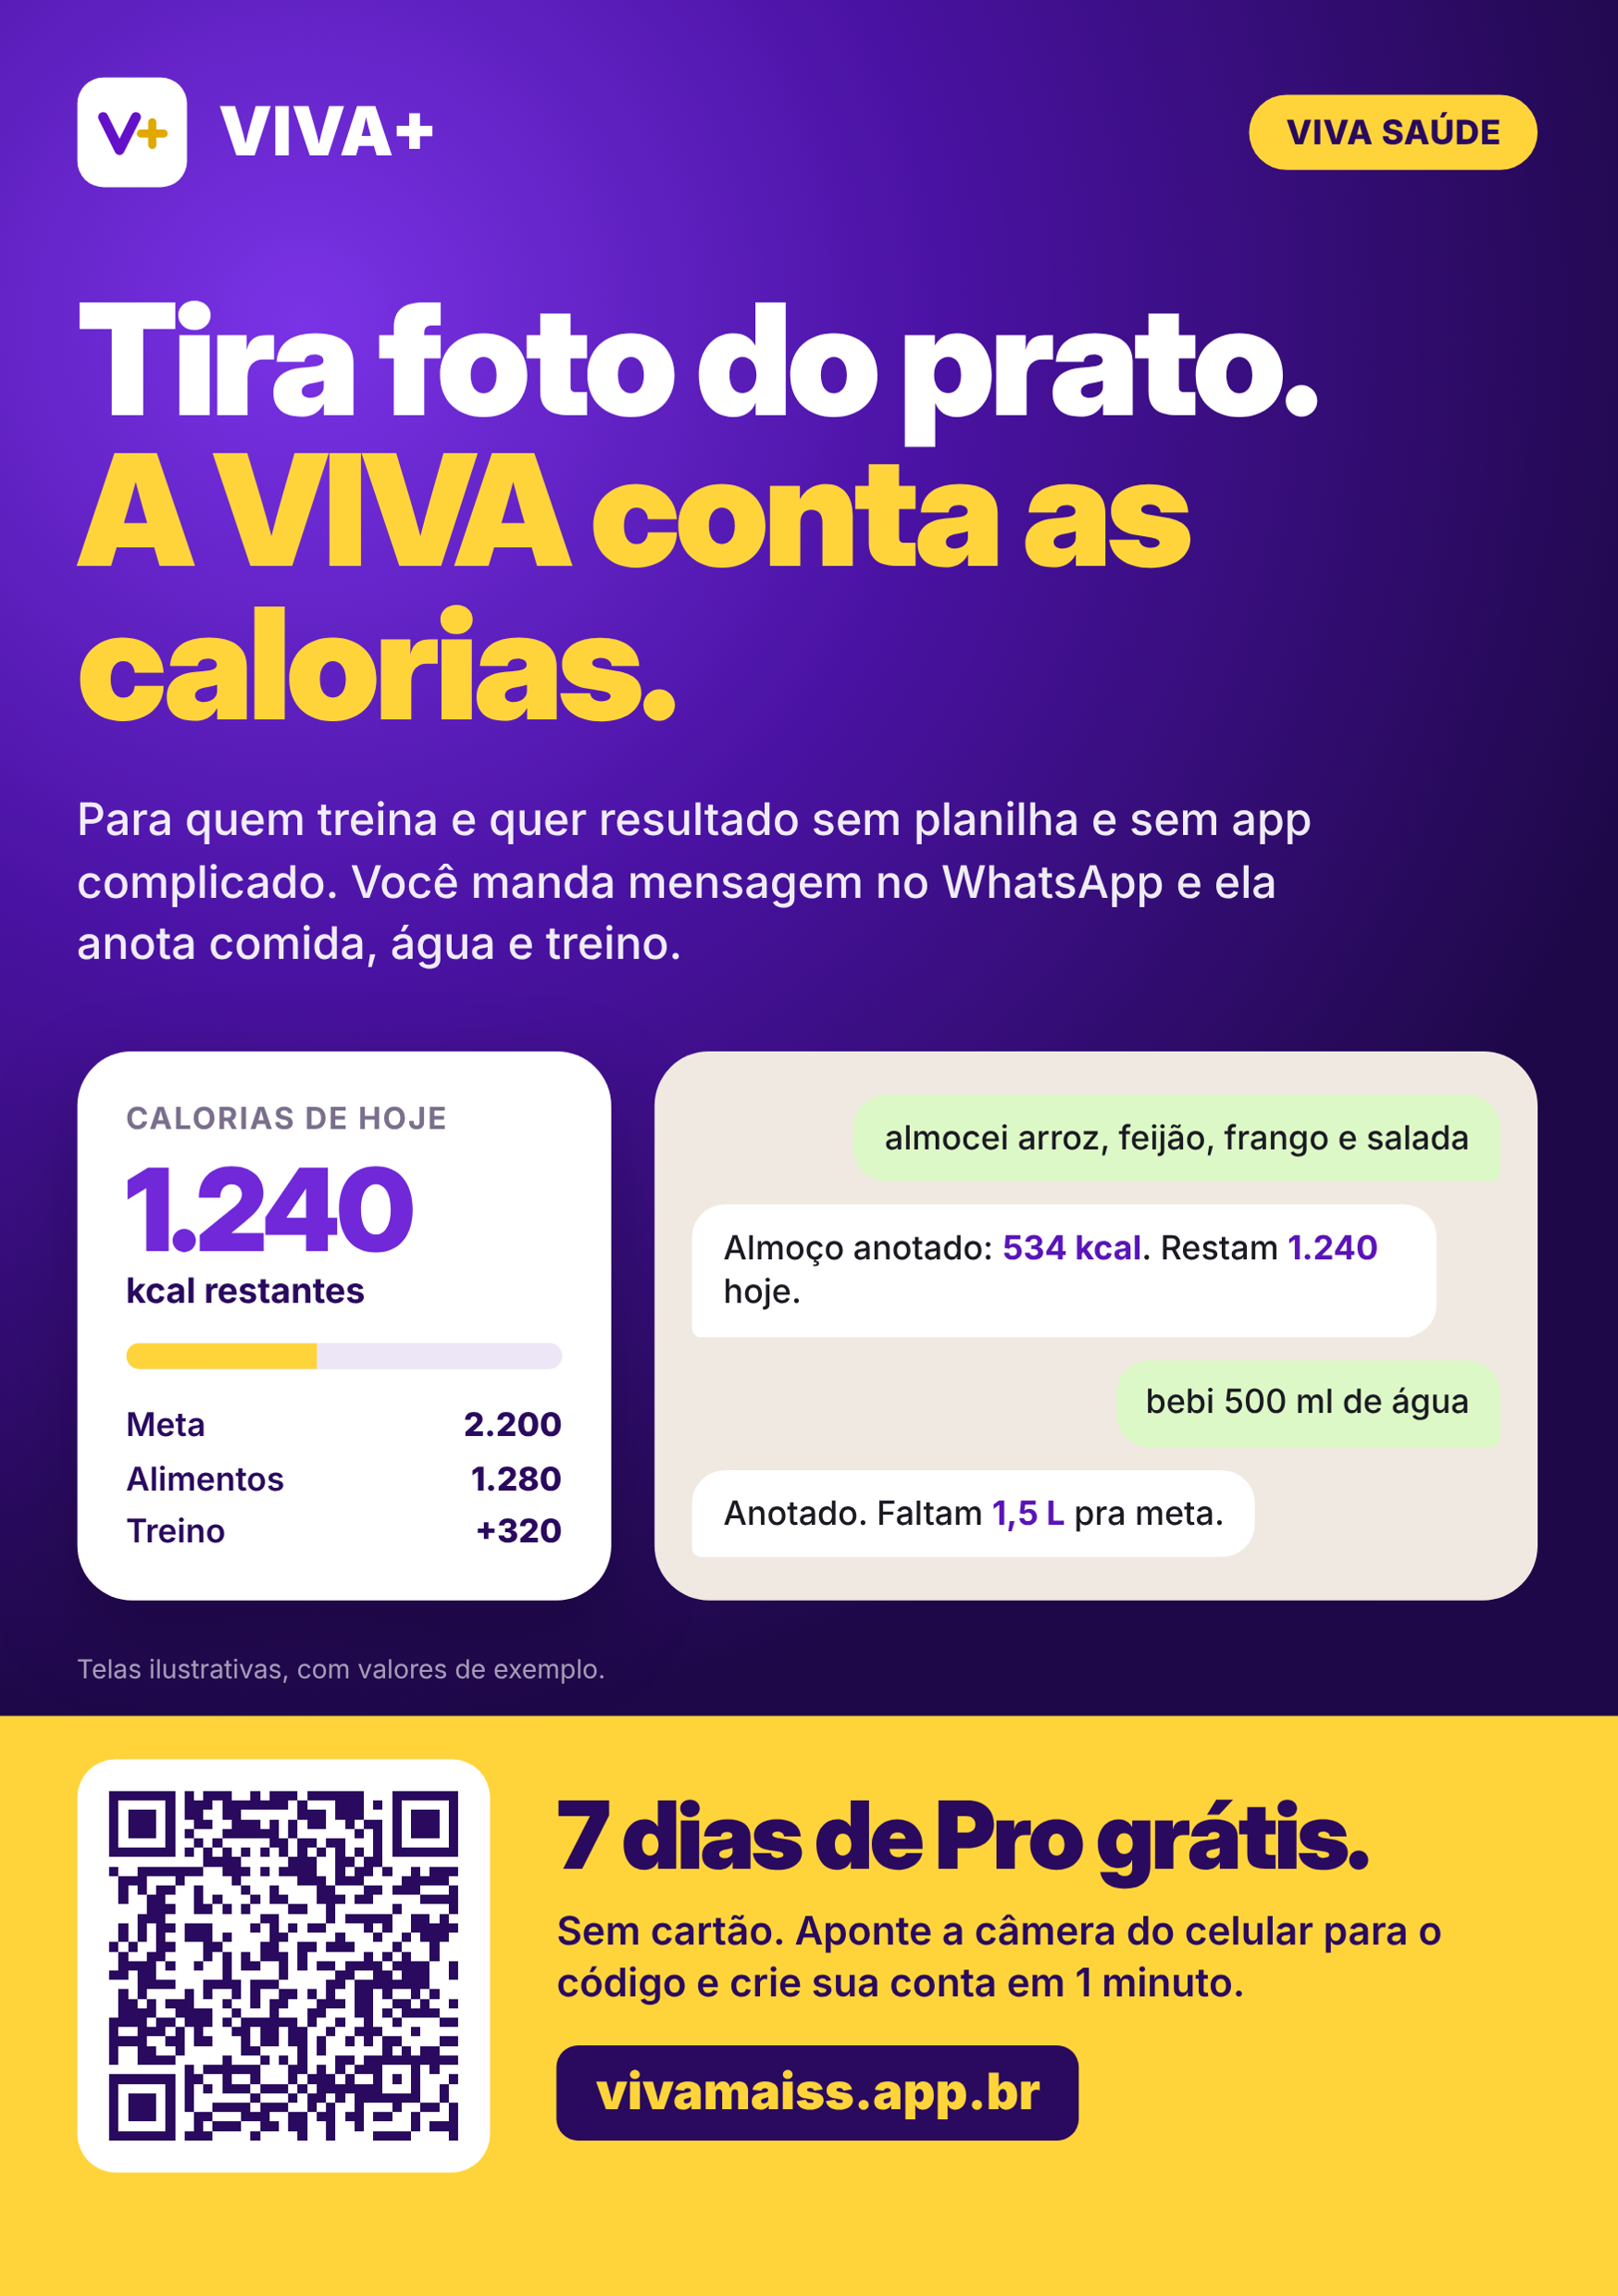 V+ VIVA+
VIVA SAÚDE
Tira foto do prato.
A VIVA conta as
calorias.
Para quem treina e quer resultado sem planilha e sem app
complicado. Você manda mensagem no WhatsApp e ela
anota comida, água e treino.
CALORIAS DE HOJE
1.240
kcal restantes
Meta 2.200
Alimentos 1.280
Treino +320
almocei arroz, feijão, frango e salada
Almoço anotado: 534 kcal. Restam 1.240
hoje.
bebi 500 ml de água
Anotado. Faltam 1,5 L pra meta.
Telas ilustrativas, com valores de exemplo.
7 dias de Pro grátis.
Sem cartão. Aponte a câmera do celular para o
código e crie sua conta em 1 minuto.
vivamaiss.app.br